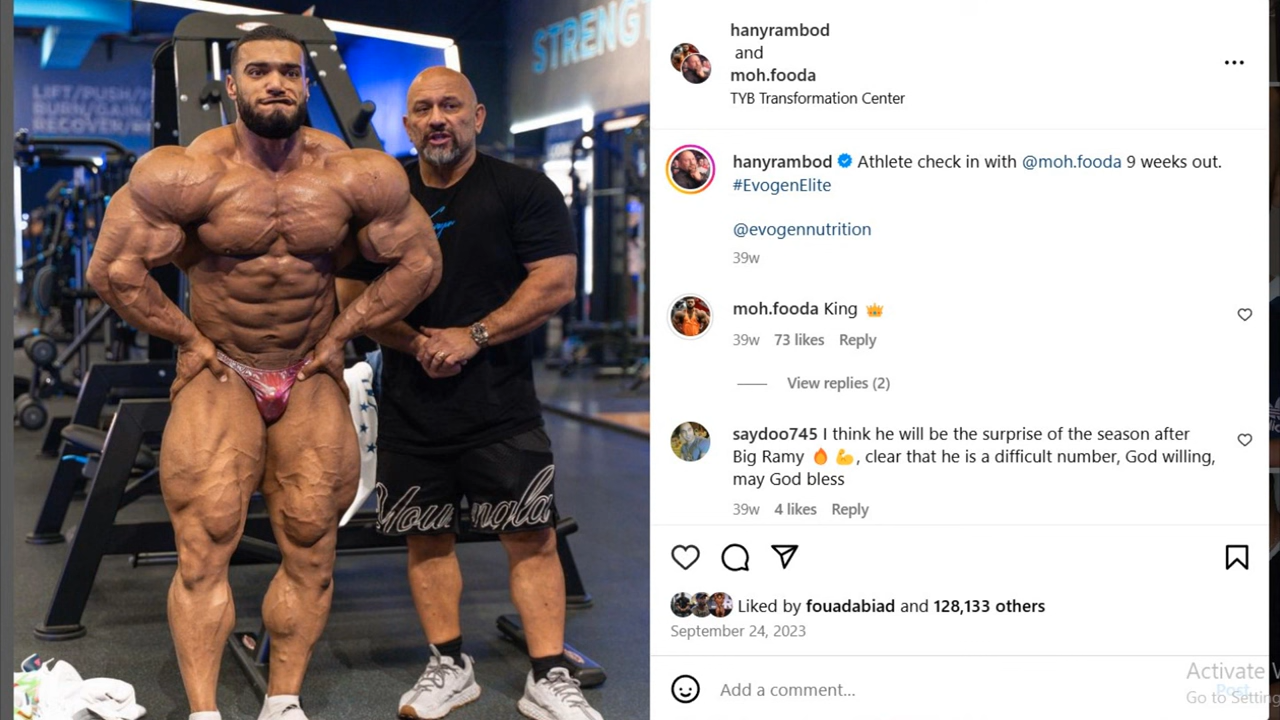 STRENGT
LIFT/PUSH/P
BURN/GAIN/
RECOVER/
hanyrambod
and
moh.fooda
TYB Transformation Center
hanyrambod Athlete check in with @moh.fooda 9 weeks out.
#EvogenElite
@evogennutrition
39w
moh.fooda King 👑
39w 73 likes Reply
View replies (2)
saydoo745 I think he will be the surprise of the season after
Big Ramy 🔥 💪, clear that he is a difficult number, God willing,
may God bless
39w 4 likes Reply
Liked by fouadabiad and 128,133 others
September 24, 2023
Add a comment...
Post
Activate W
Go to Setting